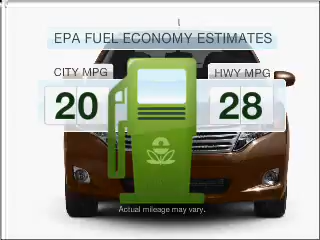 EPA FUEL ECONOMY ESTIMATES
CITY MPG HWY MPG
20 28
Actual mileage may vary.